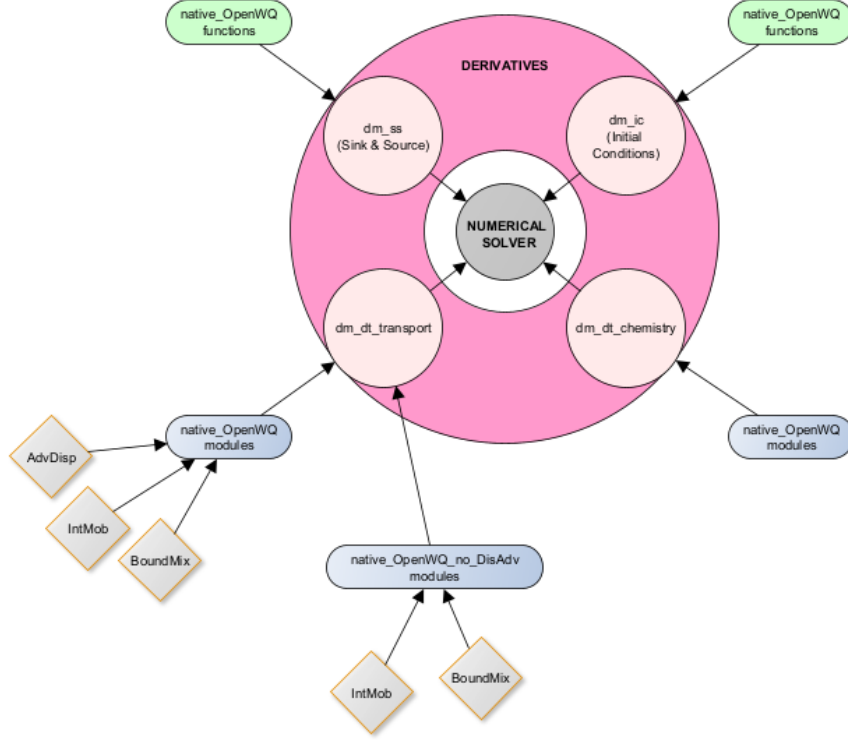 native_OpenWQ
functions
native_OpenWQ
functions
DERIVATIVES
dm_ss
(Sink & Source)
dm_ic
(Initial
Conditions)
NUMERICAL
SOLVER
dm_dt_transport
dm_dt_chemistry
native_OpenWQ
modules
native_OpenWQ
modules
AdvDisp
IntMob
BoundMix
native_OpenWQ_no_DisAdv
modules
IntMob
BoundMix